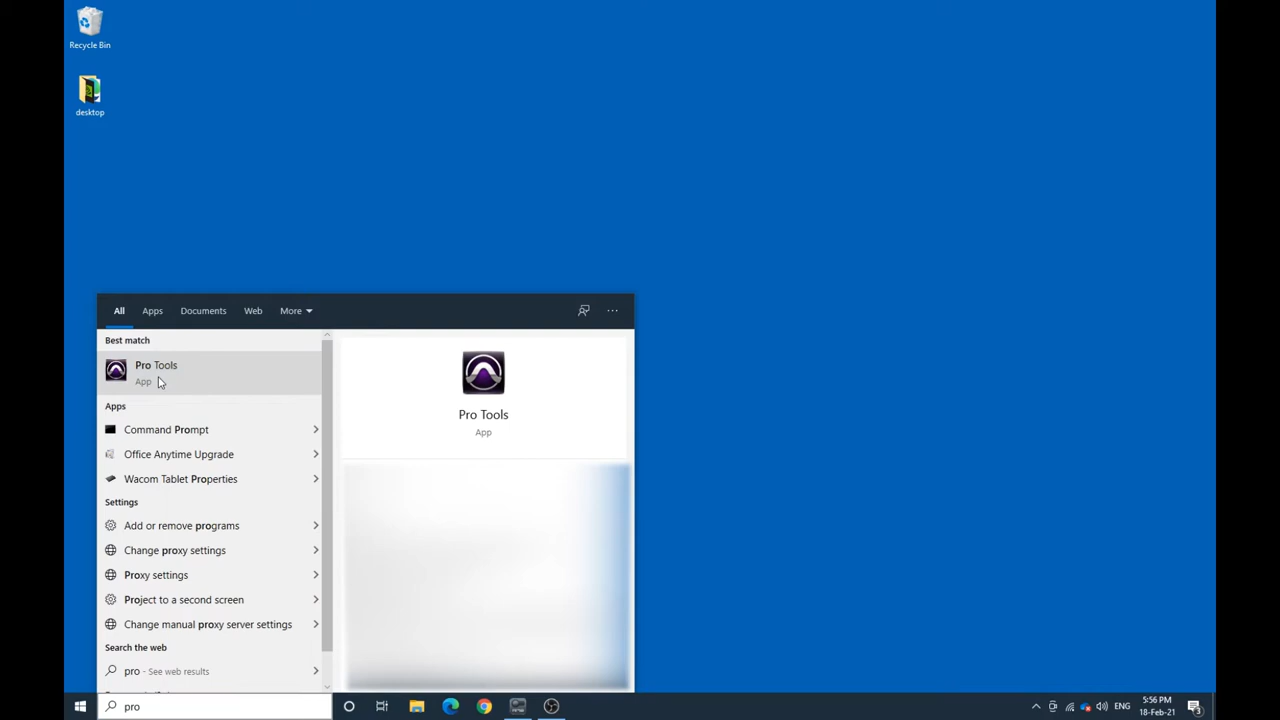 Recycle Bin
desktop
All Apps Documents Web More
Best match
Pro Tools
App
Apps
Command Prompt
Office Anytime Upgrade
Wacom Tablet Properties
Settings
Add or remove programs
Change proxy settings
Proxy settings
Project to a second screen
Change manual proxy server settings
Search the web
pro - See web results
Pro Tools
App
pro
ENG
5:56 PM
18-Feb-21
3